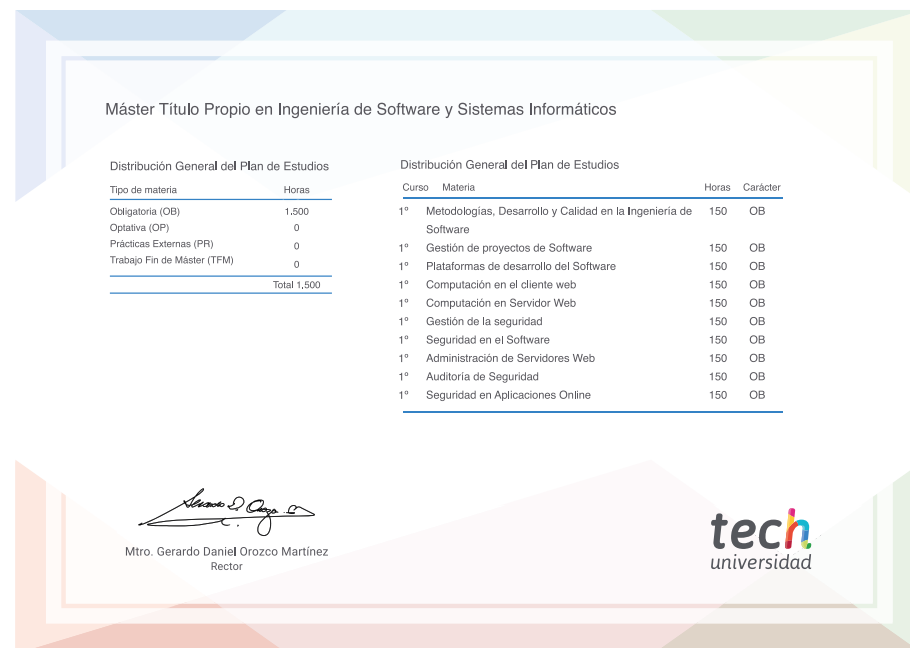 Máster Título Propio en Ingeniería de Software y Sistemas Informáticos
Distribución General del Plan de Estudios
Tipo de materia Horas
Obligatoria (OB) 1.500
Optativa (OP) 0
Prácticas Externas (PR) 0
Trabajo Fin de Máster (TFM) 0
Total 1,500
Distribución General del Plan de Estudios
Curso Materia Horas Carácter
1º Metodologías, Desarrollo y Calidad en la Ingeniería de 150 OB
Software
1º Gestión de proyectos de Software 150 OB
1º Plataformas de desarrollo del Software 150 OB
1º Computación en el cliente web 150 OB
1º Computación en Servidor Web 150 OB
1º Gestión de la seguridad 150 OB
1º Seguridad en el Software 150 OB
1º Administración de Servidores Web 150 OB
1º Auditoría de Seguridad 150 OB
1º Seguridad en Aplicaciones Online 150 OB
Mtro. Gerardo Daniel Orozco Martínez
Rector
tech
universidad